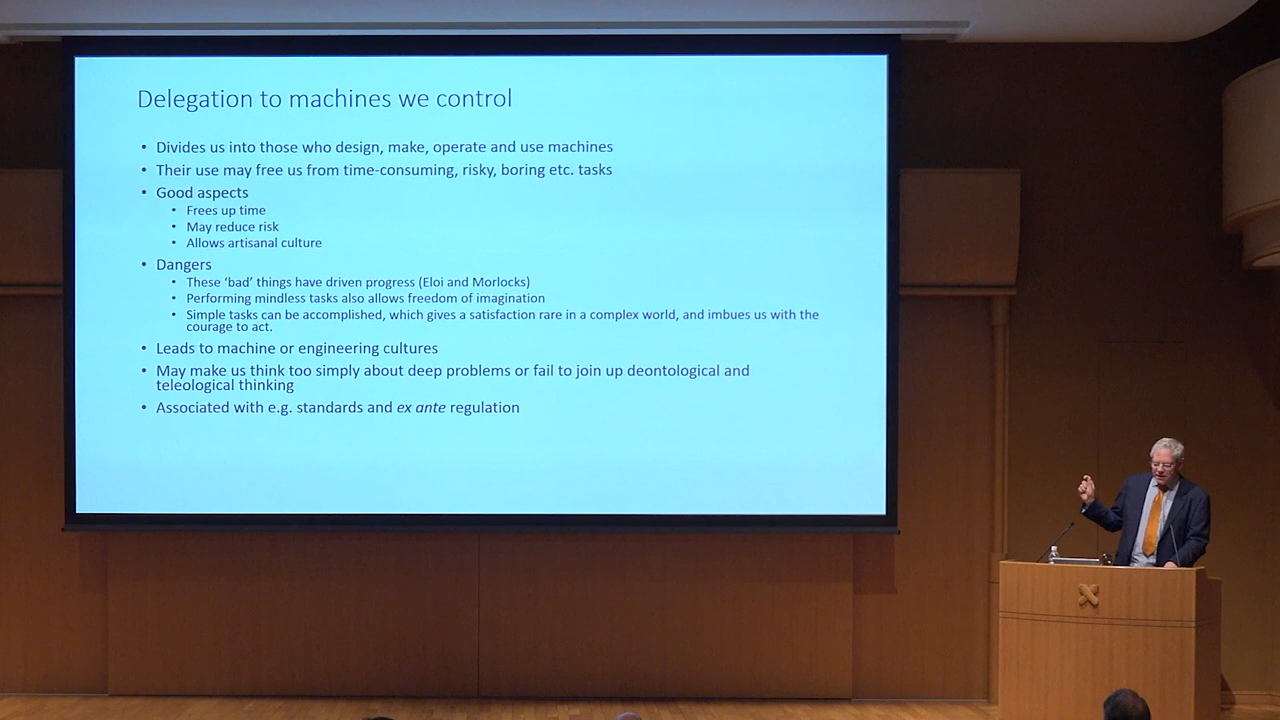 Delegation to machines we control
• Divides us into those who design, make, operate and use machines
• Their use may free us from time-consuming, risky, boring etc. tasks
• Good aspects
• Frees up time
• May reduce risk
• Allows artisanal culture
• Dangers
• These ‘bad’ things have driven progress (Eloi and Morlocks)
• Performing mindless tasks also allows freedom of imagination
• Simple tasks can be accomplished, which gives a satisfaction rare in a complex world, and imbues us with the
courage to act.
• Leads to machine or engineering cultures
• May make us think too simply about deep problems or fail to join up deontological and
teleological thinking
• Associated with e.g. standards and ex ante regulation